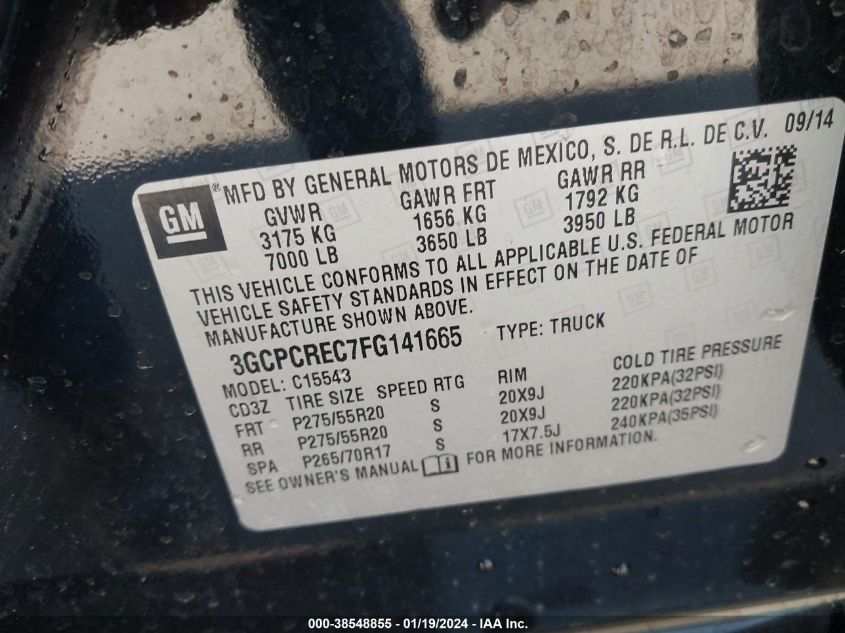 GM ® MFD BY GENERAL MOTORS DE MEXICO, S. DE R.L. DE C.V. 09/14
GVWR GAWR FRT GAWR RR
3175 KG 1656 KG 1792 KG
7000 LB 3650 LB 3950 LB
THIS VEHICLE CONFORMS TO ALL APPLICABLE U.S. FEDERAL MOTOR
VEHICLE SAFETY STANDARDS IN EFFECT ON THE DATE OF
MANUFACTURE SHOWN ABOVE.
3GCPCREC7FG141665 TYPE: TRUCK
MODEL: C15543
CD3Z TIRE SIZE SPEED RTG RIM COLD TIRE PRESSURE
FRT P275/55R20 S 20X9J 220KPA(32PSI)
RR P275/55R20 S 20X9J 220KPA(32PSI)
SPA P265/70R17 S 17X7.5J 240KPA(35PSI)
SEE OWNER'S MANUAL i FOR MORE INFORMATION.
000-38548855 — 01/19/2024 — IAA Inc.